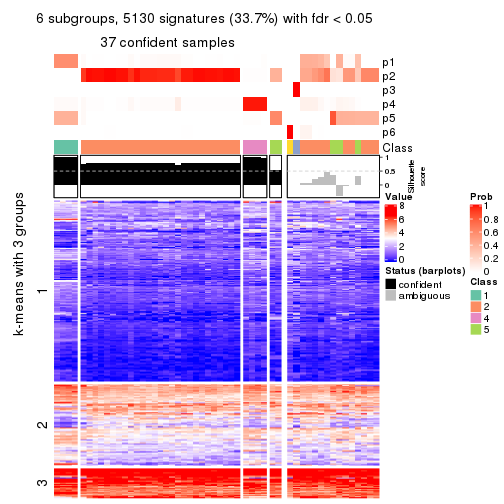 6 subgroups, 5130 signatures (33.7%) with fdr < 0.05
37 confident samples
p1
p2
p3
p4
p5
p6
Class
1
0.5
0
Silhouette
score
k-means with 3 groups
1
2
3
Value
8
6
4
2
0
Status (barplots)
confident
ambiguous
Prob
1
0.8
0.6
0.4
0.2
0
Class
1
2
4
5